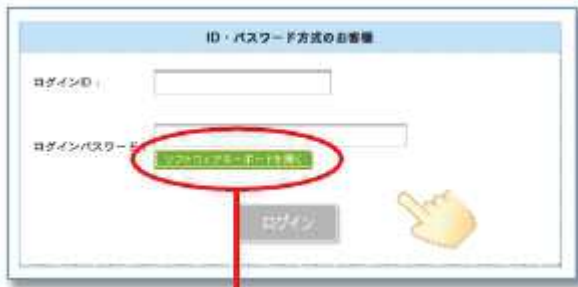 ID・パスワード方式のお客様
ログインID：
ログインパスワード
ソフトウェアキーボードを開く
ログイン